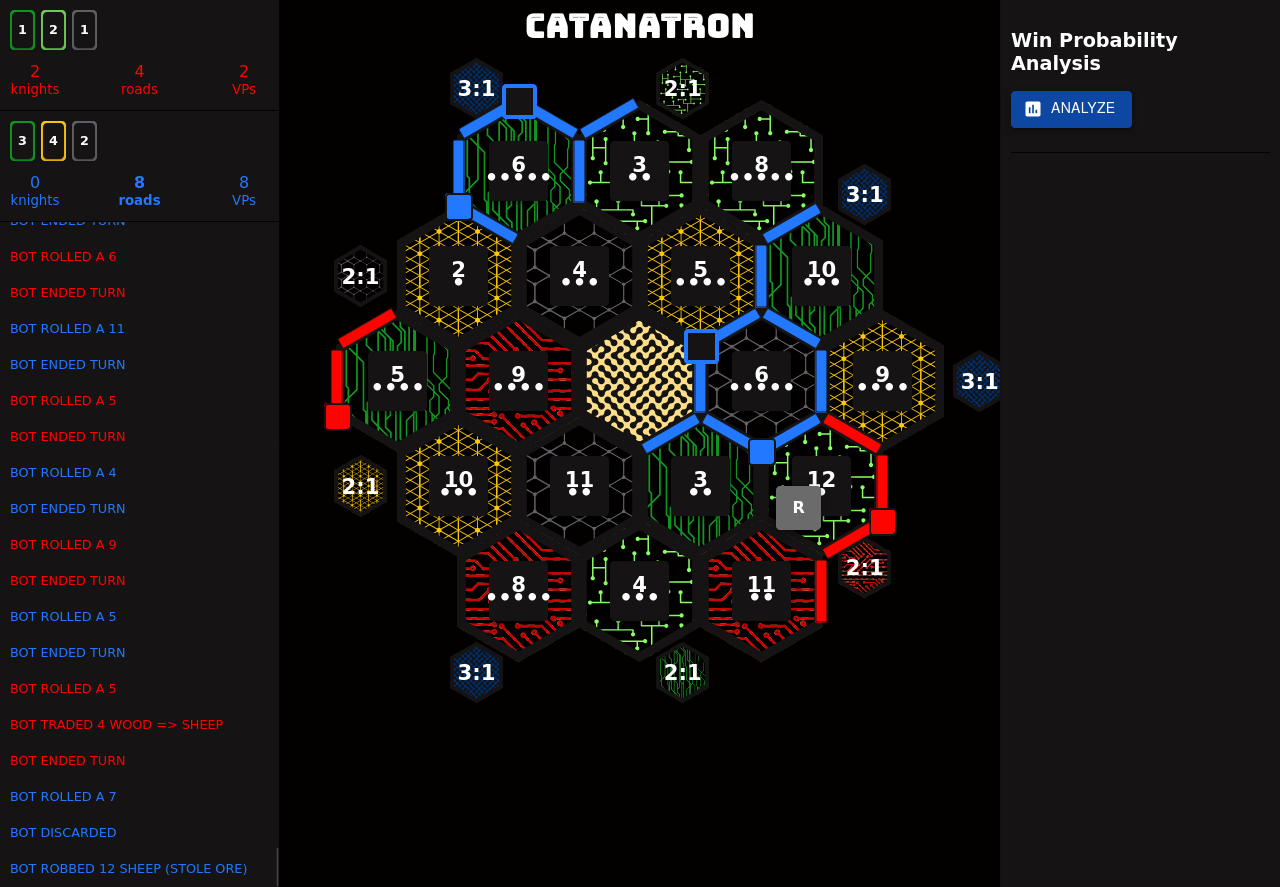 1 2 1
2 4 2
knights roads VPs
3 4 2
0 8 8
knights roads VPs
BOT ENDED TURN
BOT ROLLED A 6
BOT ENDED TURN
BOT ROLLED A 11
BOT ENDED TURN
BOT ROLLED A 5
BOT ENDED TURN
BOT ROLLED A 4
BOT ENDED TURN
BOT ROLLED A 9
BOT ENDED TURN
BOT ROLLED A 5
BOT ENDED TURN
BOT ROLLED A 5
BOT TRADED 4 WOOD => SHEEP
BOT ENDED TURN
BOT ROLLED A 7
BOT DISCARDED
BOT ROBBED 12 SHEEP (STOLE ORE)
CATANATRON
3:1 2:1
6 3 8
3:1
2:1 2 4 5 10
5 9 6 9 3:1
2:1 10 11 3 12
R
2:1
8 4 11
3:1 2:1
Win Probability
Analysis
ANALYZE